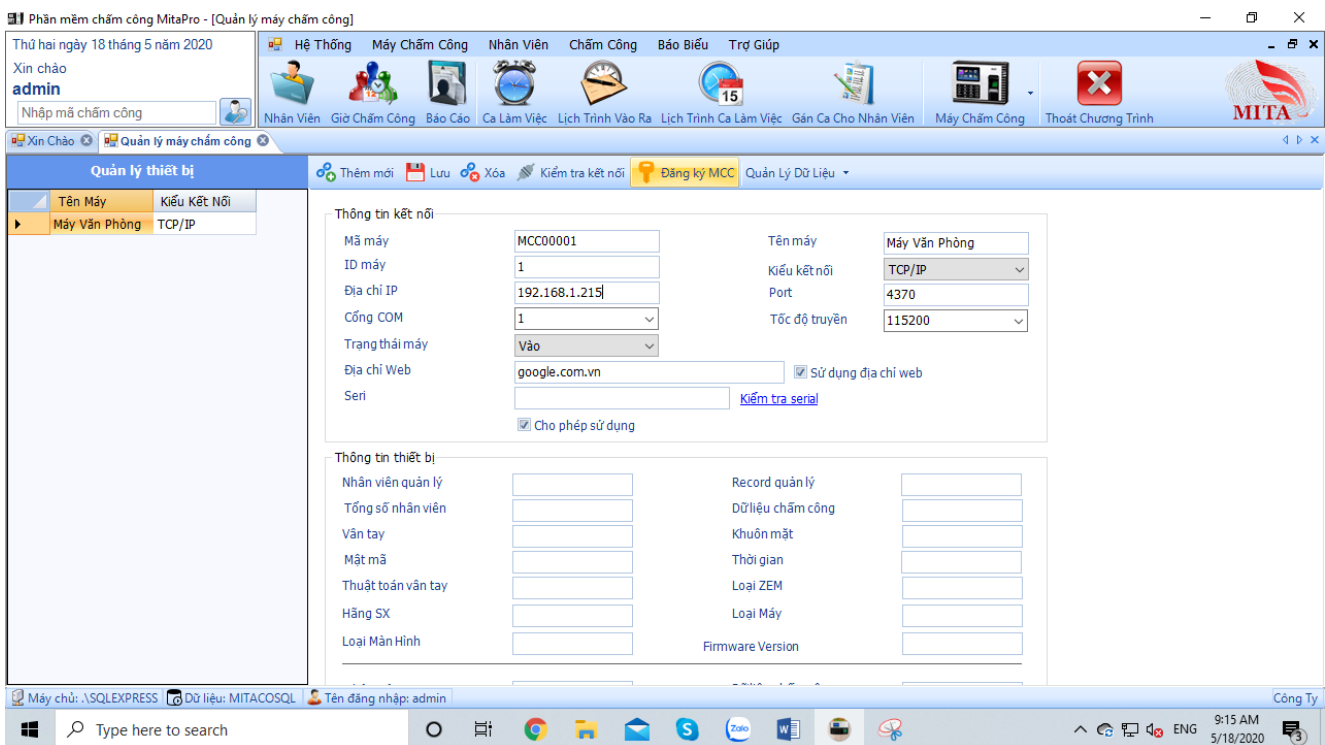 Phần mềm chấm công MitaPro - [Quản lý máy chấm công]
Thứ hai ngày 18 tháng 5 năm 2020
Hệ Thống Máy Chấm Công Nhân Viên Chấm Công Báo Biểu Trợ Giúp
Xin chào
admin
Nhập mã chấm công
12
15
Nhân Viên Giờ Chấm Công Báo Cáo Ca Làm Việc Lịch Trình Vào Ra Lịch Trình Ca Làm Việc Gán Ca Cho Nhân Viên Máy Chấm Công Thoát Chương Trình
MITA
Xin Chào Quản lý máy chấm công
Quản lý thiết bị
Thêm mới Lưu Xóa Kiểm tra kết nối Đăng ký MCC Quản Lý Dữ Liệu
Tên Máy Kiểu Kết Nối
Máy Văn Phòng TCP/IP
Thông tin kết nối
Mã máy MCC00001 Tên máy Máy Văn Phòng
ID máy 1 Kiểu kết nối TCP/IP
Địa chỉ IP 192.168.1.215 Port 4370
Cổng COM 1 Tốc độ truyền 115200
Trạng thái máy Vào
Địa chỉ Web google.com.vn Sử dụng địa chỉ web
Seri Kiểm tra serial
Cho phép sử dụng
Thông tin thiết bị
Nhân viên quản lý Record quản lý
Tổng số nhân viên Dữ liệu chấm công
Vân tay Khuôn mặt
Mật mã Thời gian
Thuật toán vân tay Loại ZEM
Hãng SX Loại Máy
Loại Màn Hình Firmware Version
Máy chủ: .\SQLEXPRESS Dữ liệu: MITACOSQL Tên đăng nhập: admin Công Ty
Type here to search
S Zalo W
ENG 9:15 AM
5/18/2020 3